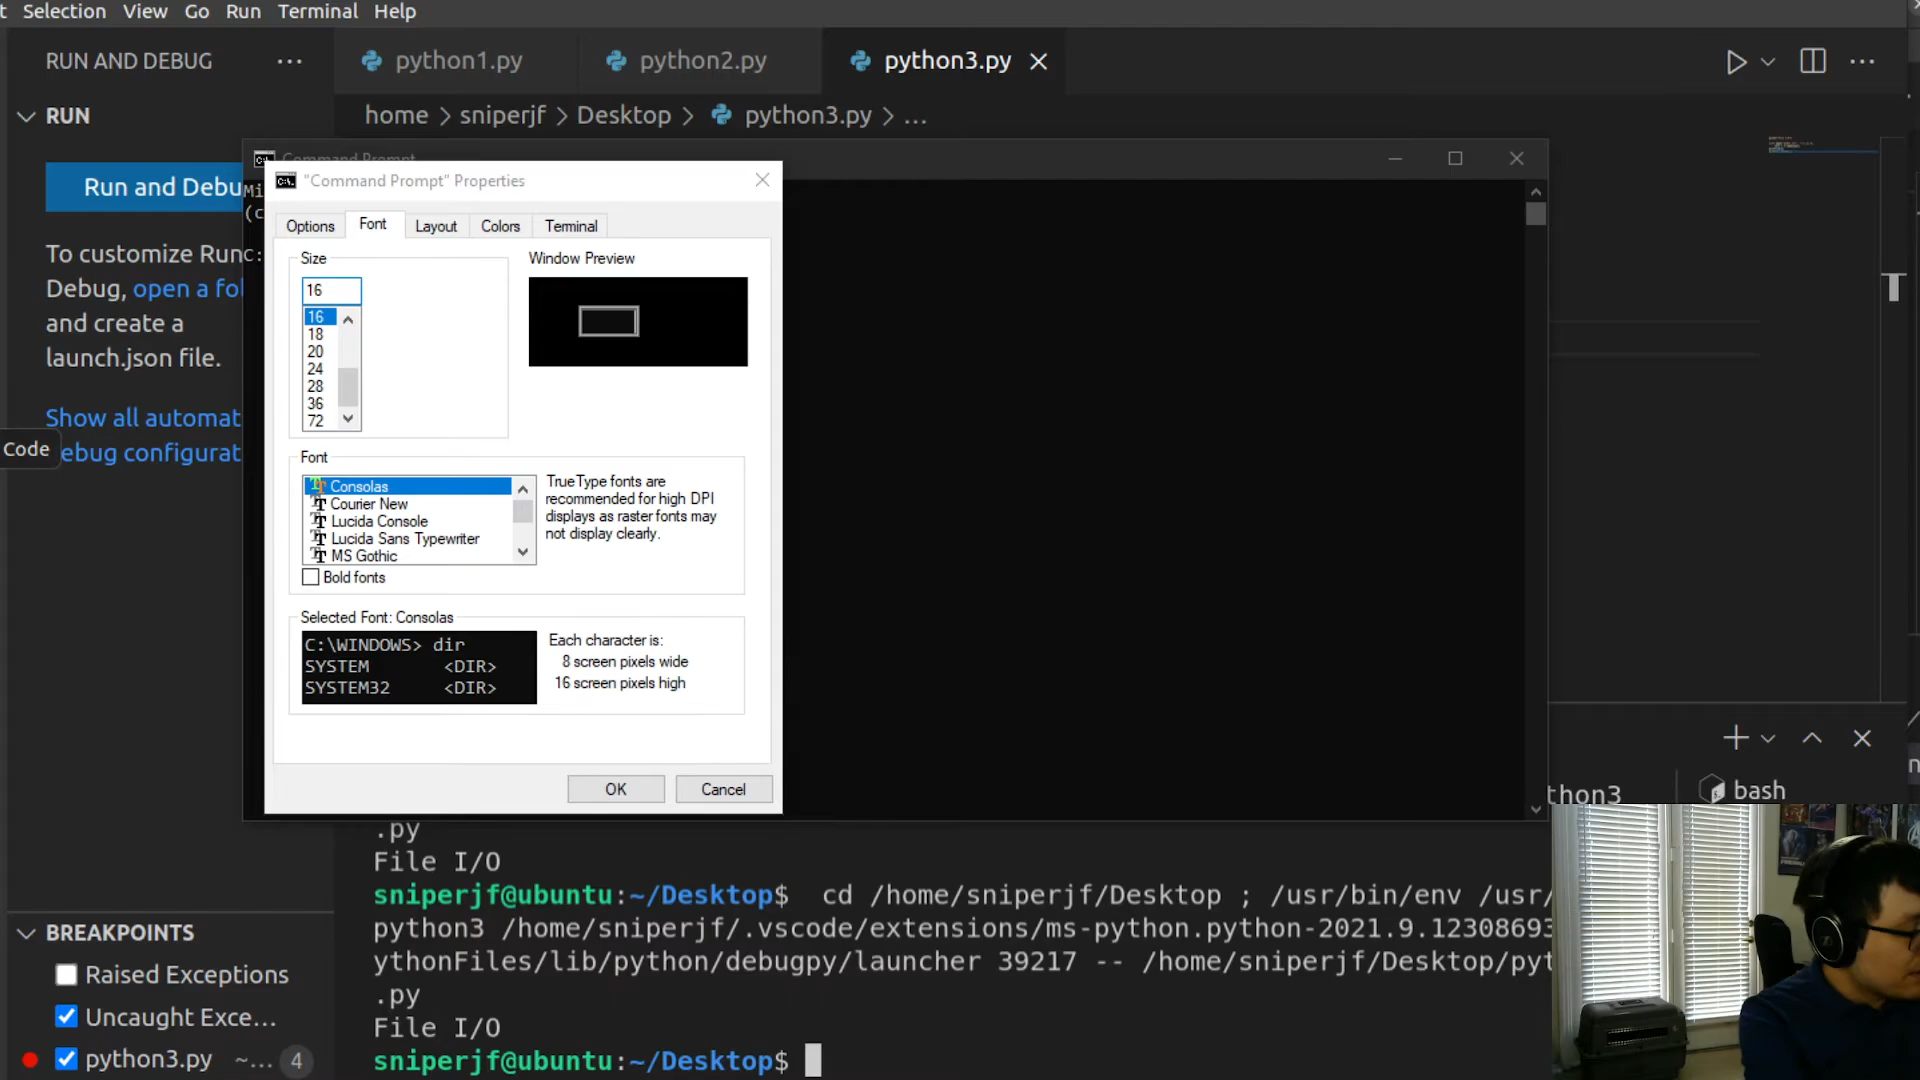 Selection View Go Run Terminal Help
RUN AND DEBUG
python1.py
python2.py
python3.py
RUN
home > sniperjf > Desktop > python3.py > ...
Command Prompt
"Command Prompt" Properties
Run and Debu
Mi
(c
Options
Font
Layout
Colors
Terminal
To customize Run
C:
Debug, open a fol
and create a
launch.json file.
Show all automat
ebug configurat
Code
Size
16
16
18
20
24
28
36
72
Window Preview
Font
Consolas
Courier New
Lucida Console
Lucida Sans Typewriter
MS Gothic
TrueType fonts are
recommended for high DPI
displays as raster fonts may
not display clearly.
Bold fonts
Selected Font: Consolas
C:\WINDOWS> dir
SYSTEM <DIR>
SYSTEM32 <DIR>
Each character is:
8 screen pixels wide
16 screen pixels high
OK
Cancel
thon3
bash
.py
File I/O
sniperjf@ubuntu:~/Desktop$ cd /home/sniperjf/Desktop ; /usr/bin/env /usr/
python3 /home/sniperjf/.vscode/extensions/ms-python.python-2021.9.12308693
ythonFiles/lib/python/debugpy/launcher 39217 -- /home/sniperjf/Desktop/pyt
.py
File I/O
sniperjf@ubuntu:~/Desktop$
BREAKPOINTS
Raised Exceptions
Uncaught Exce...
python3.py ~... 4